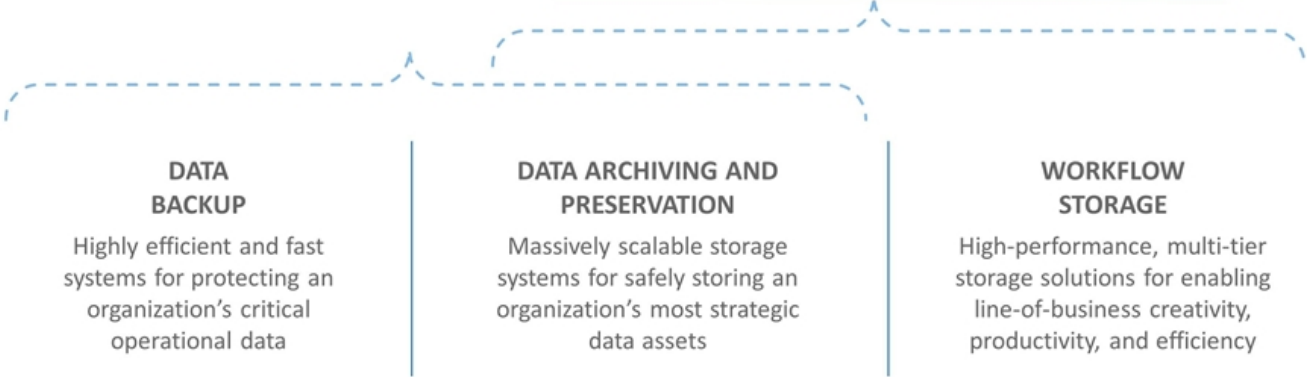 DATA
BACKUP
Highly efficient and fast
systems for protecting an
organization's critical
operational data
DATA ARCHIVING AND
PRESERVATION
Massively scalable storage
systems for safely storing an
organization's most strategic
data assets
WORKFLOW
STORAGE
High-performance, multi-tier
storage solutions for enabling
line-of-business creativity,
productivity, and efficiency